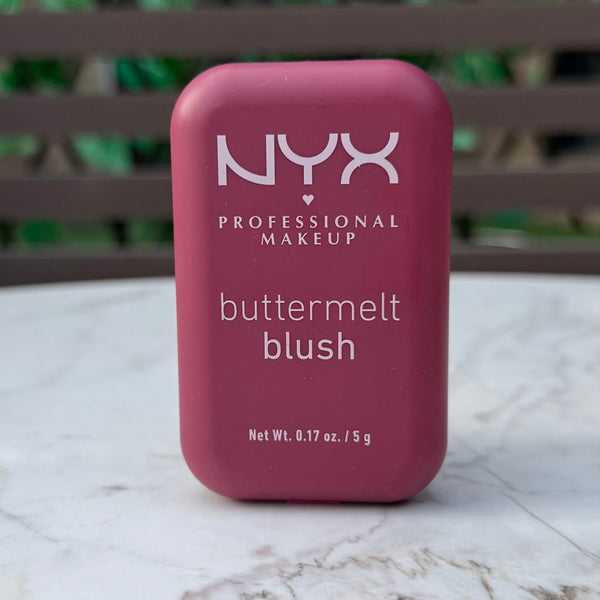 NYX
PROFESSIONAL
MAKEUP
buttermelt
blush
Net Wt. 0.17 oz. / 5 g